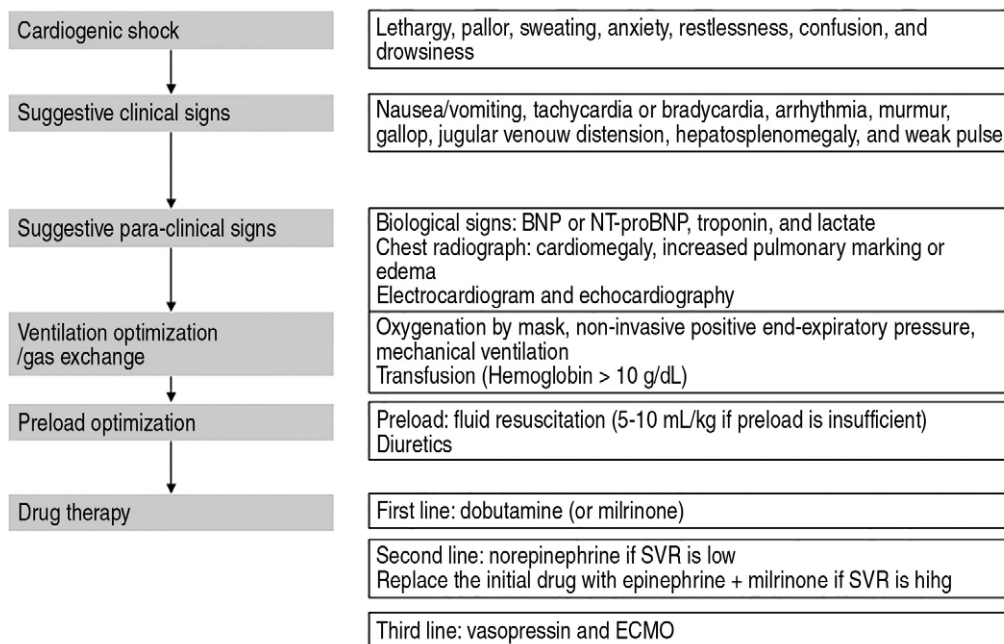 Cardiogenic shock
Lethargy, pallor, sweating, anxiety, restlessness, confusion, and
drowsiness
Suggestive clinical signs
Nausea/vomiting, tachycardia or bradycardia, arrhythmia, murmur,
gallop, jugular venouw distension, hepatosplenomegaly, and weak pulse
Suggestive para-clinical signs
Biological signs: BNP or NT-proBNP, troponin, and lactate
Chest radiograph: cardiomegaly, increased pulmonary marking or
edema
Electrocardiogram and echocardiography
Ventilation optimization
/gas exchange
Oxygenation by mask, non-invasive positive end-expiratory pressure,
mechanical ventilation
Transfusion (Hemoglobin > 10 g/dL)
Preload optimization
Preload: fluid resuscitation (5-10 mL/kg if preload is insufficient)
Diuretics
Drug therapy
First line: dobutamine (or milrinone)
Second line: norepinephrine if SVR is low
Replace the initial drug with epinephrine + milrinone if SVR is hihg
Third line: vasopressin and ECMO